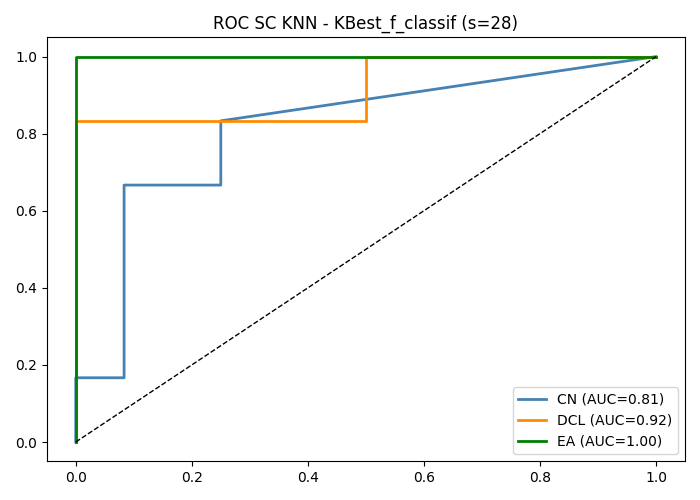 ROC SC KNN - KBest_f_classif (s=28)
1.0
0.8
0.6
0.4
0.2
0.0
0.0 0.2 0.4 0.6 0.8 1.0
CN (AUC=0.81)
DCL (AUC=0.92)
EA (AUC=1.00)